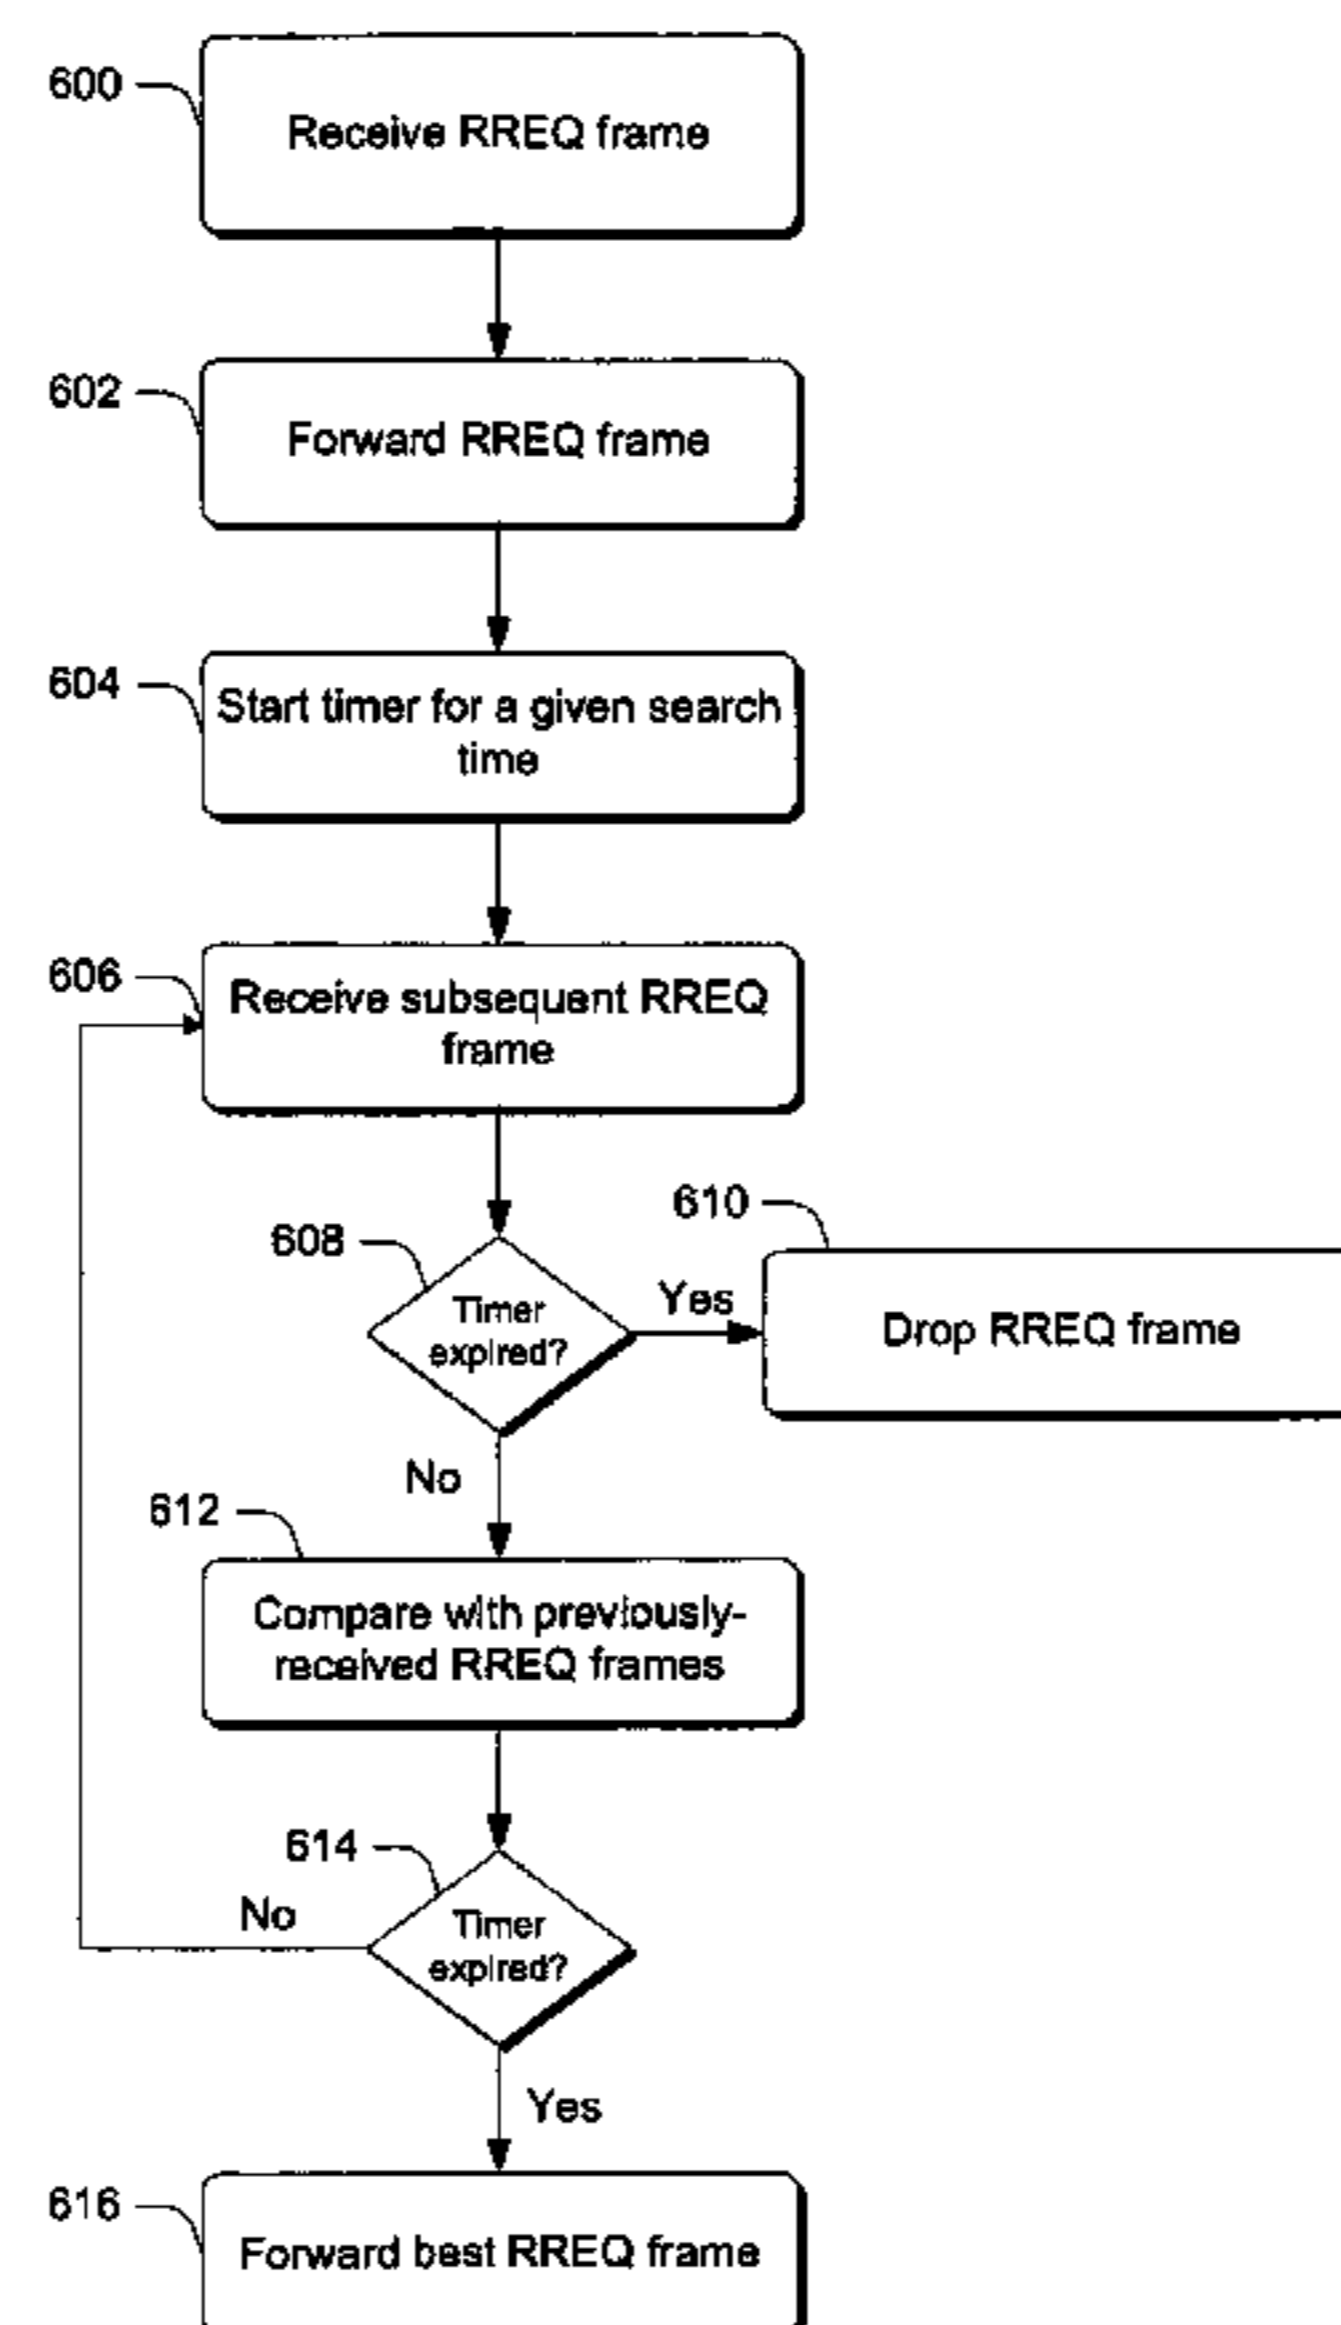 600
Receive RREQ frame
602
Forward RREQ frame
604
Start timer for a given search
time
606
Receive subsequent RREQ
frame
608
Timer
expired?
Yes
610
Drop RREQ frame
No
612
Compare with previously-
received RREQ frames
614
Timer
expired?
No
Yes
616
Forward best RREQ frame